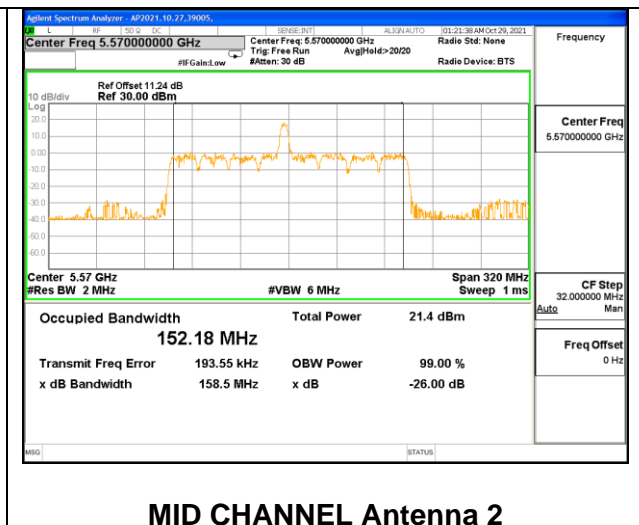 Agilent Spectrum Analyzer - AP2021.10.27,39005,
L RF 50 Ω DC SENSE:INT ALIGN AUTO 01:21:38 AM Oct 29, 2021
Center Freq 5.570000000 GHz
Center Freq: 5.570000000 GHz Radio Std: None
Trig: Free Run Avg|Hold:>20/20
#IFGain:Low #Atten: 30 dB Radio Device: BTS
Ref Offset 11.24 dB
10 dB/div Ref 30.00 dBm
Log
20.0
10.0
0.00
-10.0
-20.0
-30.0
-40.0
-50.0
-60.0
Center 5.57 GHz Span 320 MHz
#Res BW 2 MHz #VBW 6 MHz Sweep 1 ms
Occupied Bandwidth Total Power 21.4 dBm
152.18 MHz
Transmit Freq Error 193.55 kHz OBW Power 99.00 %
x dB Bandwidth 158.5 MHz x dB -26.00 dB
MSG STATUS
Frequency
Center Freq
5.570000000 GHz
CF Step
32.000000 MHz
Auto Man
Freq Offset
0 Hz
MID CHANNEL Antenna 2